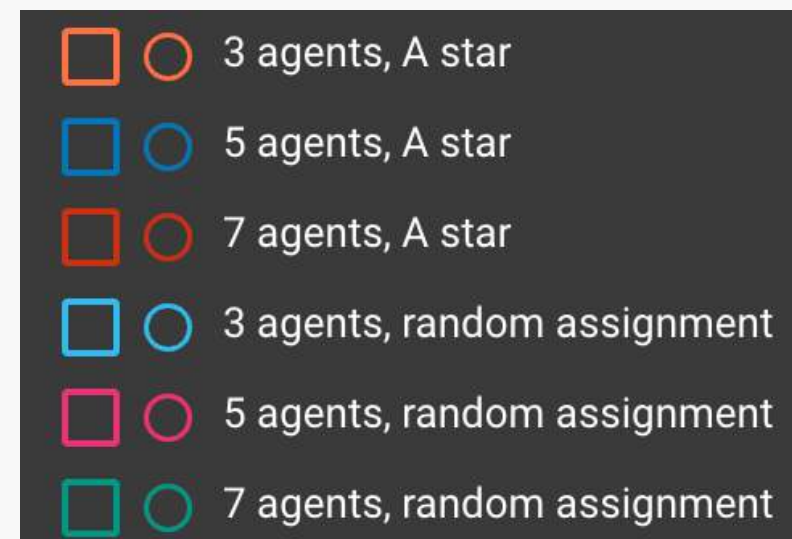 3 agents, A star
5 agents, A star
7 agents, A star
3 agents, random assignment
5 agents, random assignment
7 agents, random assignment